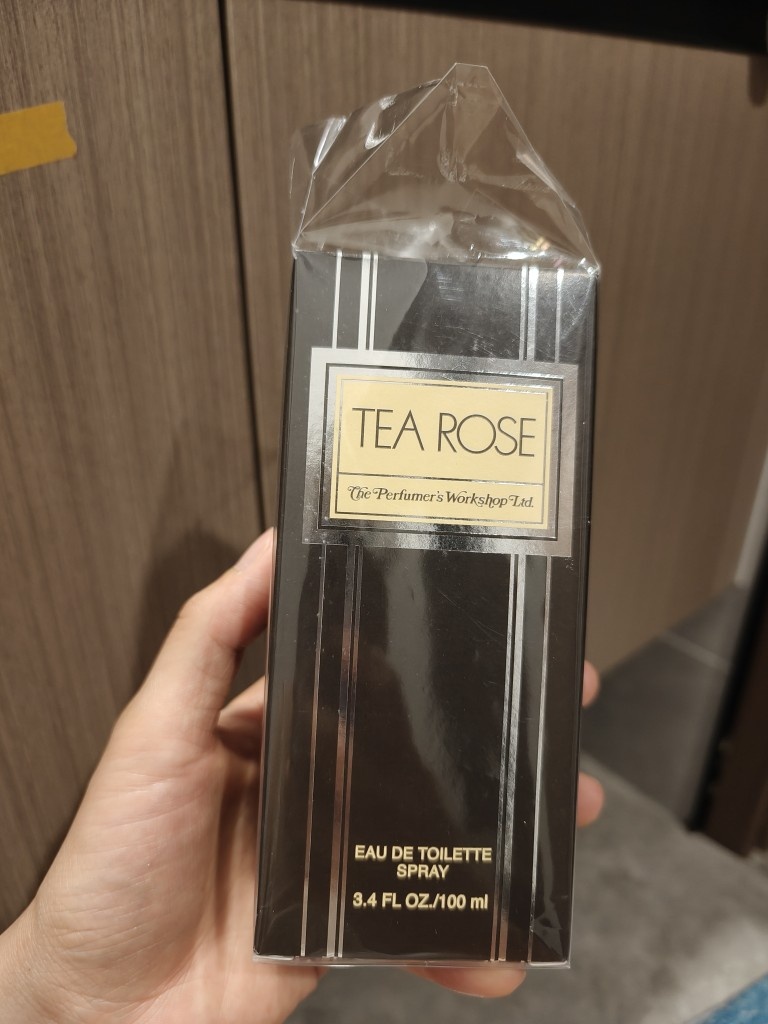 TEA ROSE
The Perfumer's Workshop Ltd.
EAU DE TOILETTE
SPRAY
3.4 FL OZ./100 ml